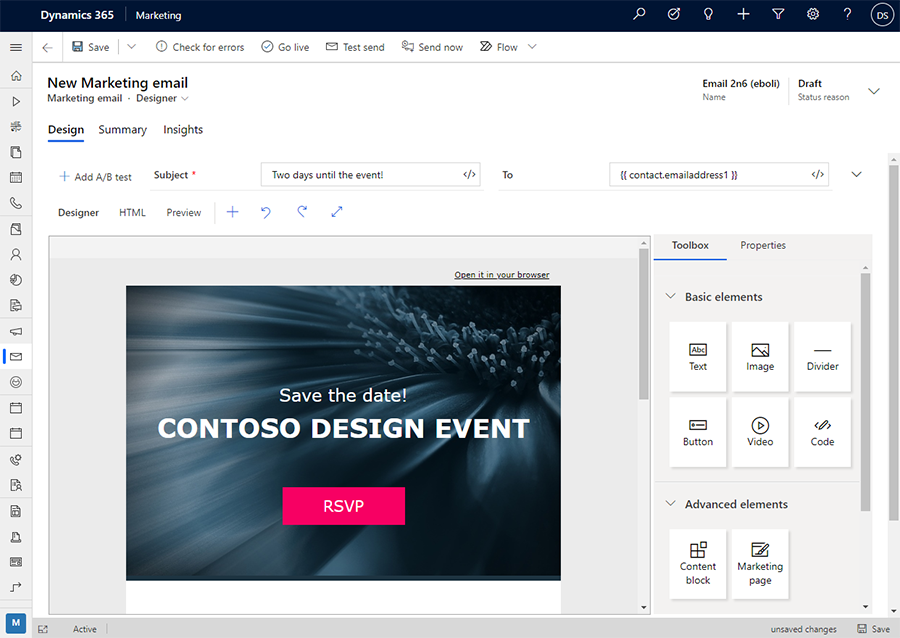 Dynamics 365 Marketing ? DS
Save Check for errors Go live Test send Send now Flow
New Marketing email
Marketing email · Designer
Email 2n6 (eboli) Draft
Name Status reason
Design Summary Insights
Add A/B test Subject * Two days until the event! </> To {{ contact.emailaddress1 }} </>
Designer HTML Preview
Toolbox Properties
Open it in your browser
Save the date!
CONTOSO DESIGN EVENT
RSVP
Basic elements
Abc
Text Image Divider
Button Video Code
Advanced elements
Content block
Marketing page
M Active unsaved changes Save